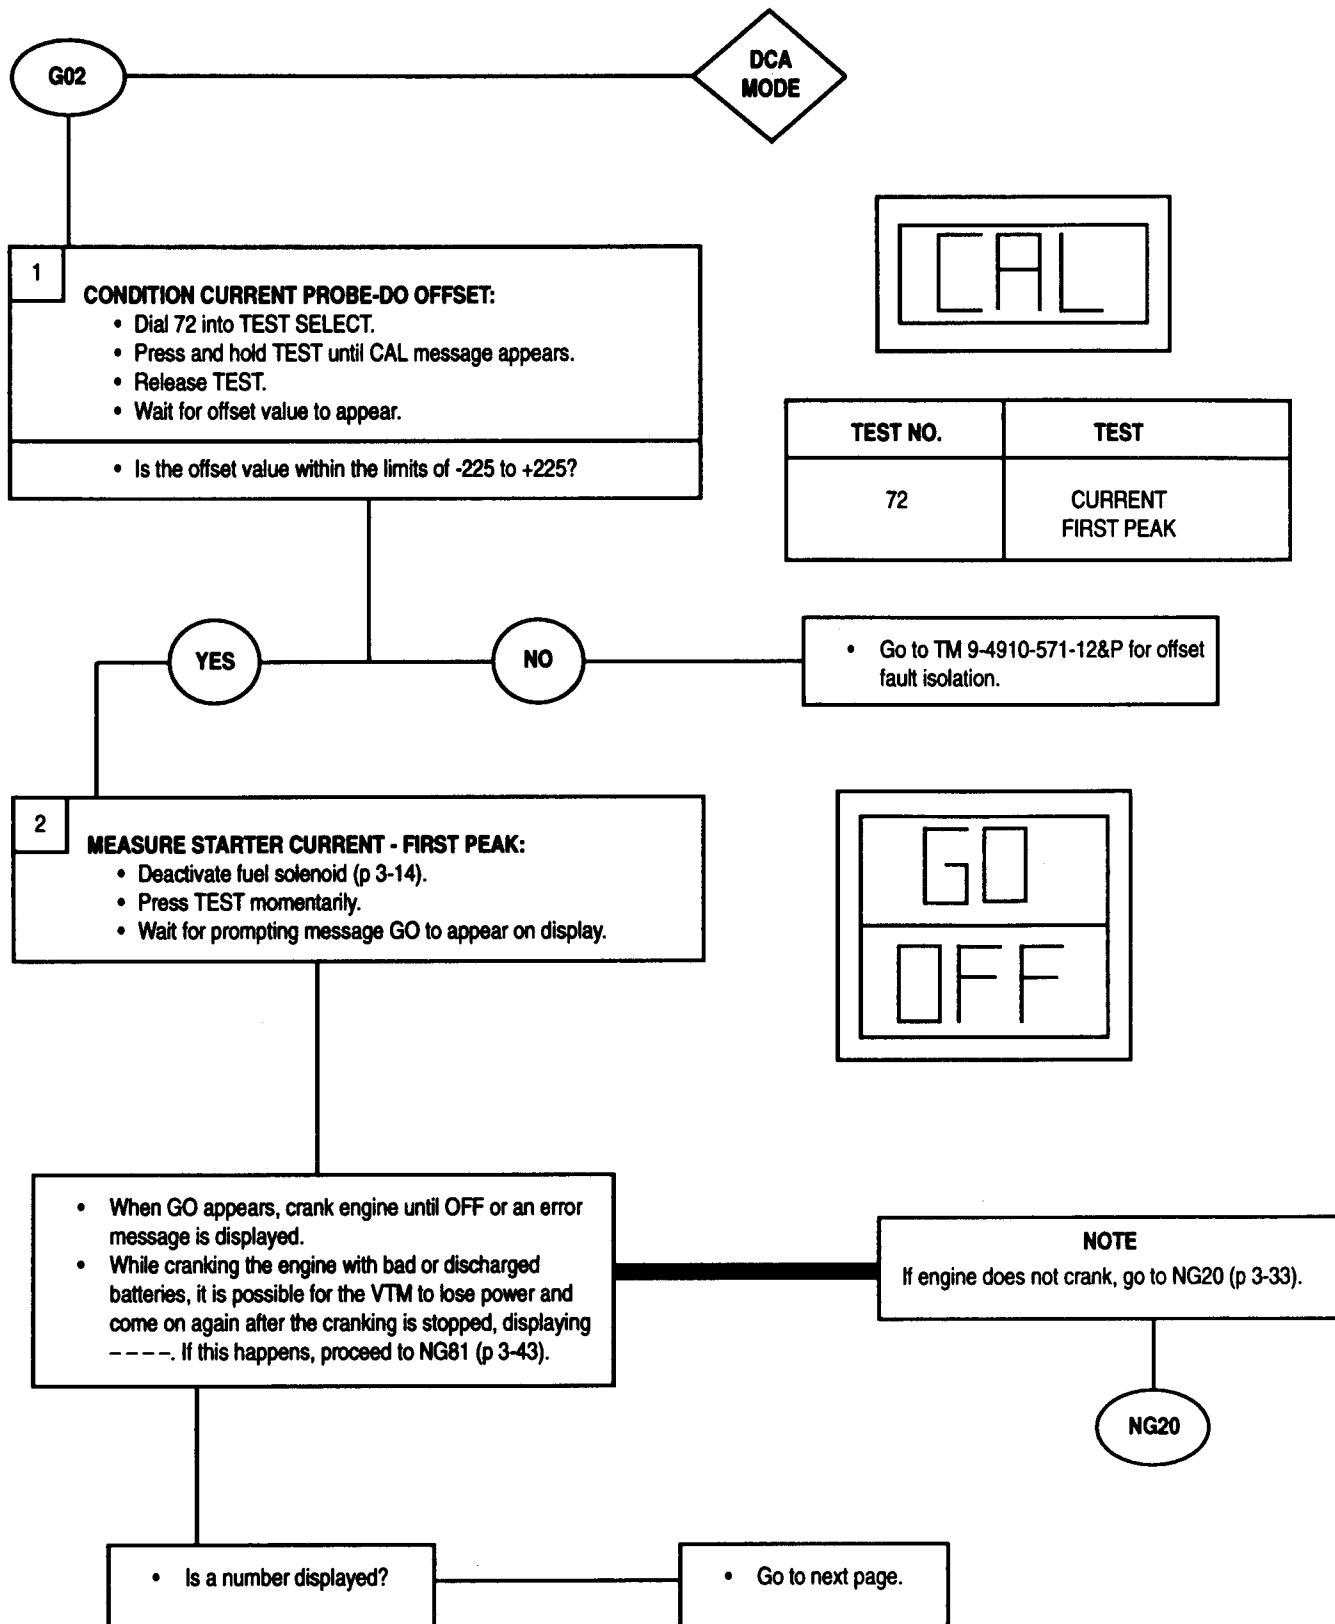 G02
DCA
MODE
1
CONDITION CURRENT PROBE-DO OFFSET:
• Dial 72 into TEST SELECT.
• Press and hold TEST until CAL message appears.
• Release TEST.
• Wait for offset value to appear.
• Is the offset value within the limits of -225 to +225?
CAL
TEST NO.
TEST
72
CURRENT
FIRST PEAK
YES
NO
• Go to TM 9-4910-571-12&P for offset
fault isolation.
2
MEASURE STARTER CURRENT - FIRST PEAK:
• Deactivate fuel solenoid (p 3-14).
• Press TEST momentarily.
• Wait for prompting message GO to appear on display.
GO
OFF
• When GO appears, crank engine until OFF or an error
message is displayed.
• While cranking the engine with bad or discharged
batteries, it is possible for the VTM to lose power and
come on again after the cranking is stopped, displaying
– – – –. If this happens, proceed to NG81 (p 3-43).
NOTE
If engine does not crank, go to NG20 (p 3-33).
NG20
• Is a number displayed?
• Go to next page.